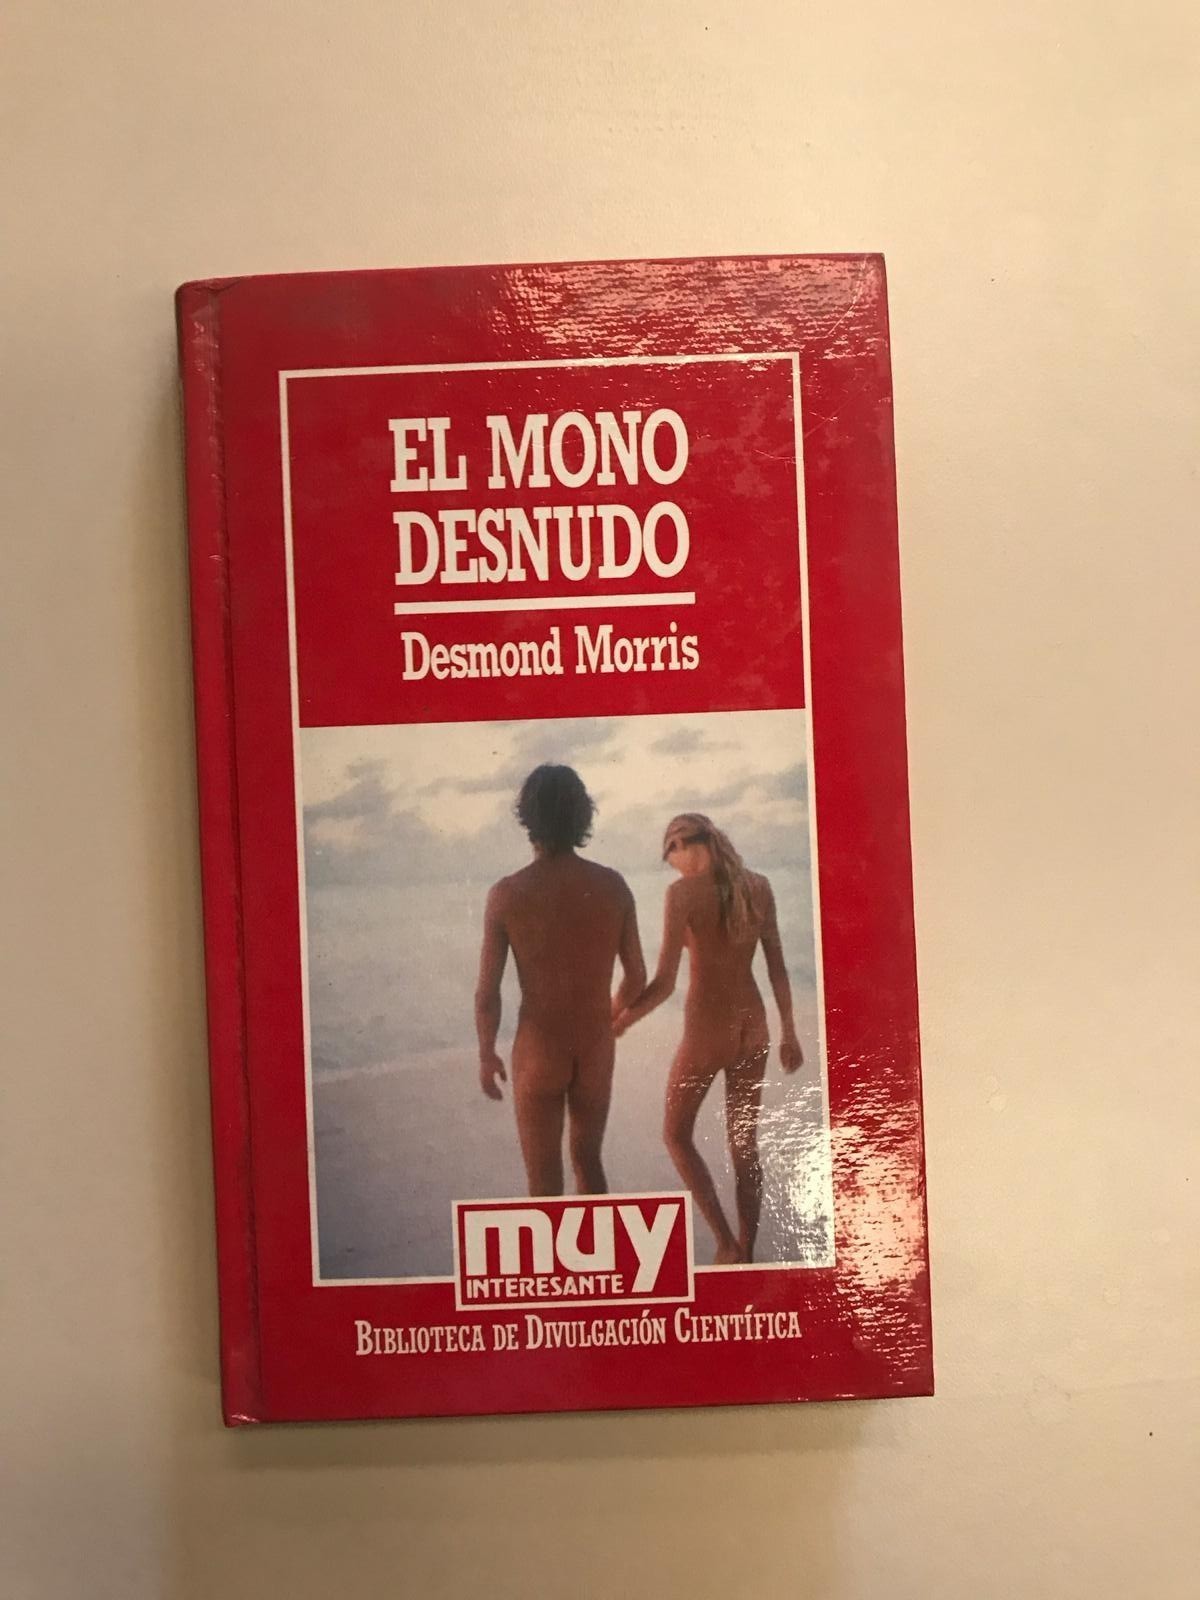 EL MONO
DESNUDO
Desmond Morris
muy
INTERESANTE
BIBLIOTECA DE DIVULGACIÓN CIENTÍFICA